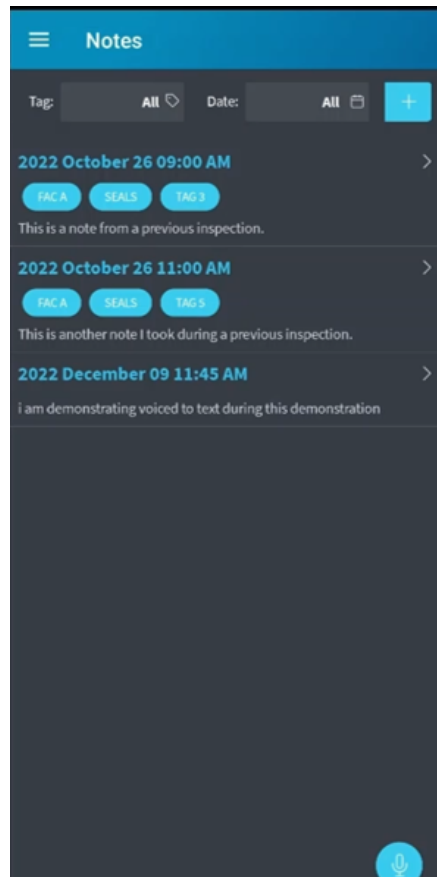 Notes
Tag: All Date: All
2022 October 26 09:00 AM
FAC A SEALS TAG 3
This is a note from a previous inspection.
2022 October 26 11:00 AM
FAC A SEALS TAG 5
This is another note I took during a previous inspection.
2022 December 09 11:45 AM
i am demonstrating voiced to text during this demonstration